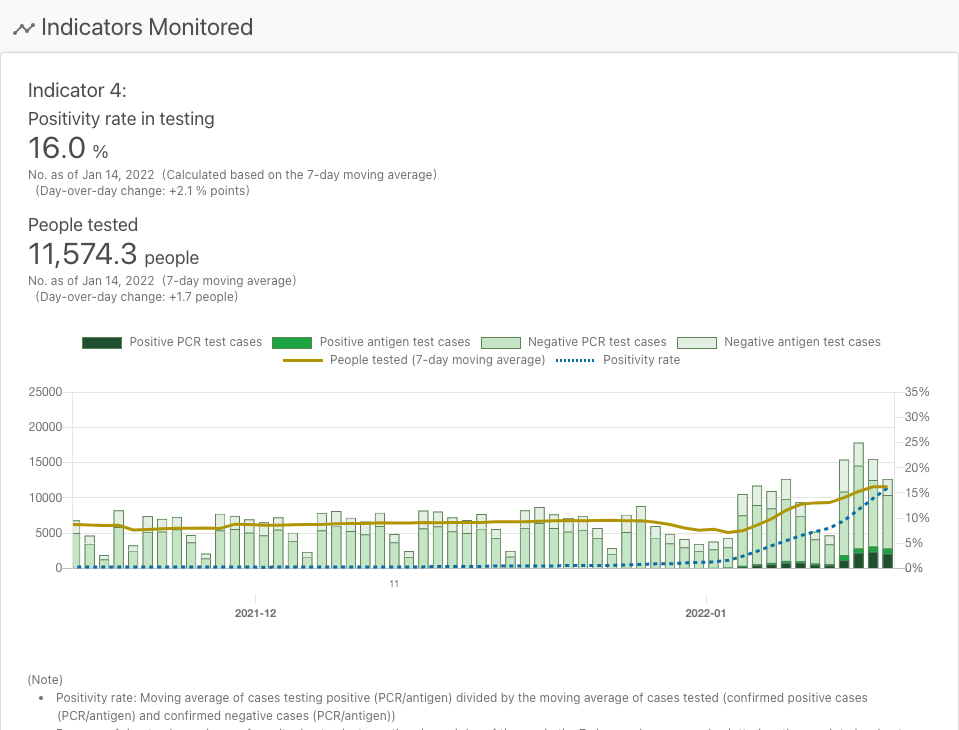 Indicators Monitored
Indicator 4:
Positivity rate in testing
16.0 %
No. as of Jan 14, 2022 (Calculated based on the 7-day moving average)
(Day-over-day change: +2.1 % points)
People tested
11,574.3 people
No. as of Jan 14, 2022 (7-day moving average)
(Day-over-day change: +1.7 people)
Positive PCR test cases Positive antigen test cases Negative PCR test cases Negative antigen test cases
People tested (7-day moving average) Positivity rate
25000 35%
30%
20000
25%
15000
20%
10000 15%
10%
5000
5%
0 0%
11
2021-12 2022-01
(Note)
• Positivity rate: Moving average of cases testing positive (PCR/antigen) divided by the moving average of cases tested (confirmed positive cases
(PCR/antigen) and confirmed negative cases (PCR/antigen))